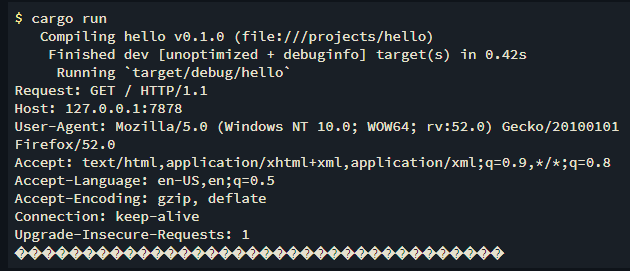 $ cargo run
   Compiling hello v0.1.0 (file:///projects/hello)
    Finished dev [unoptimized + debuginfo] target(s) in 0.42s
     Running `target/debug/hello`
Request: GET / HTTP/1.1
Host: 127.0.0.1:7878
User-Agent: Mozilla/5.0 (Windows NT 10.0; WOW64; rv:52.0) Gecko/20100101
Firefox/52.0
Accept: text/html,application/xhtml+xml,application/xml;q=0.9,*/*;q=0.8
Accept-Language: en-US,en;q=0.5
Accept-Encoding: gzip, deflate
Connection: keep-alive
Upgrade-Insecure-Requests: 1
������������������������������������